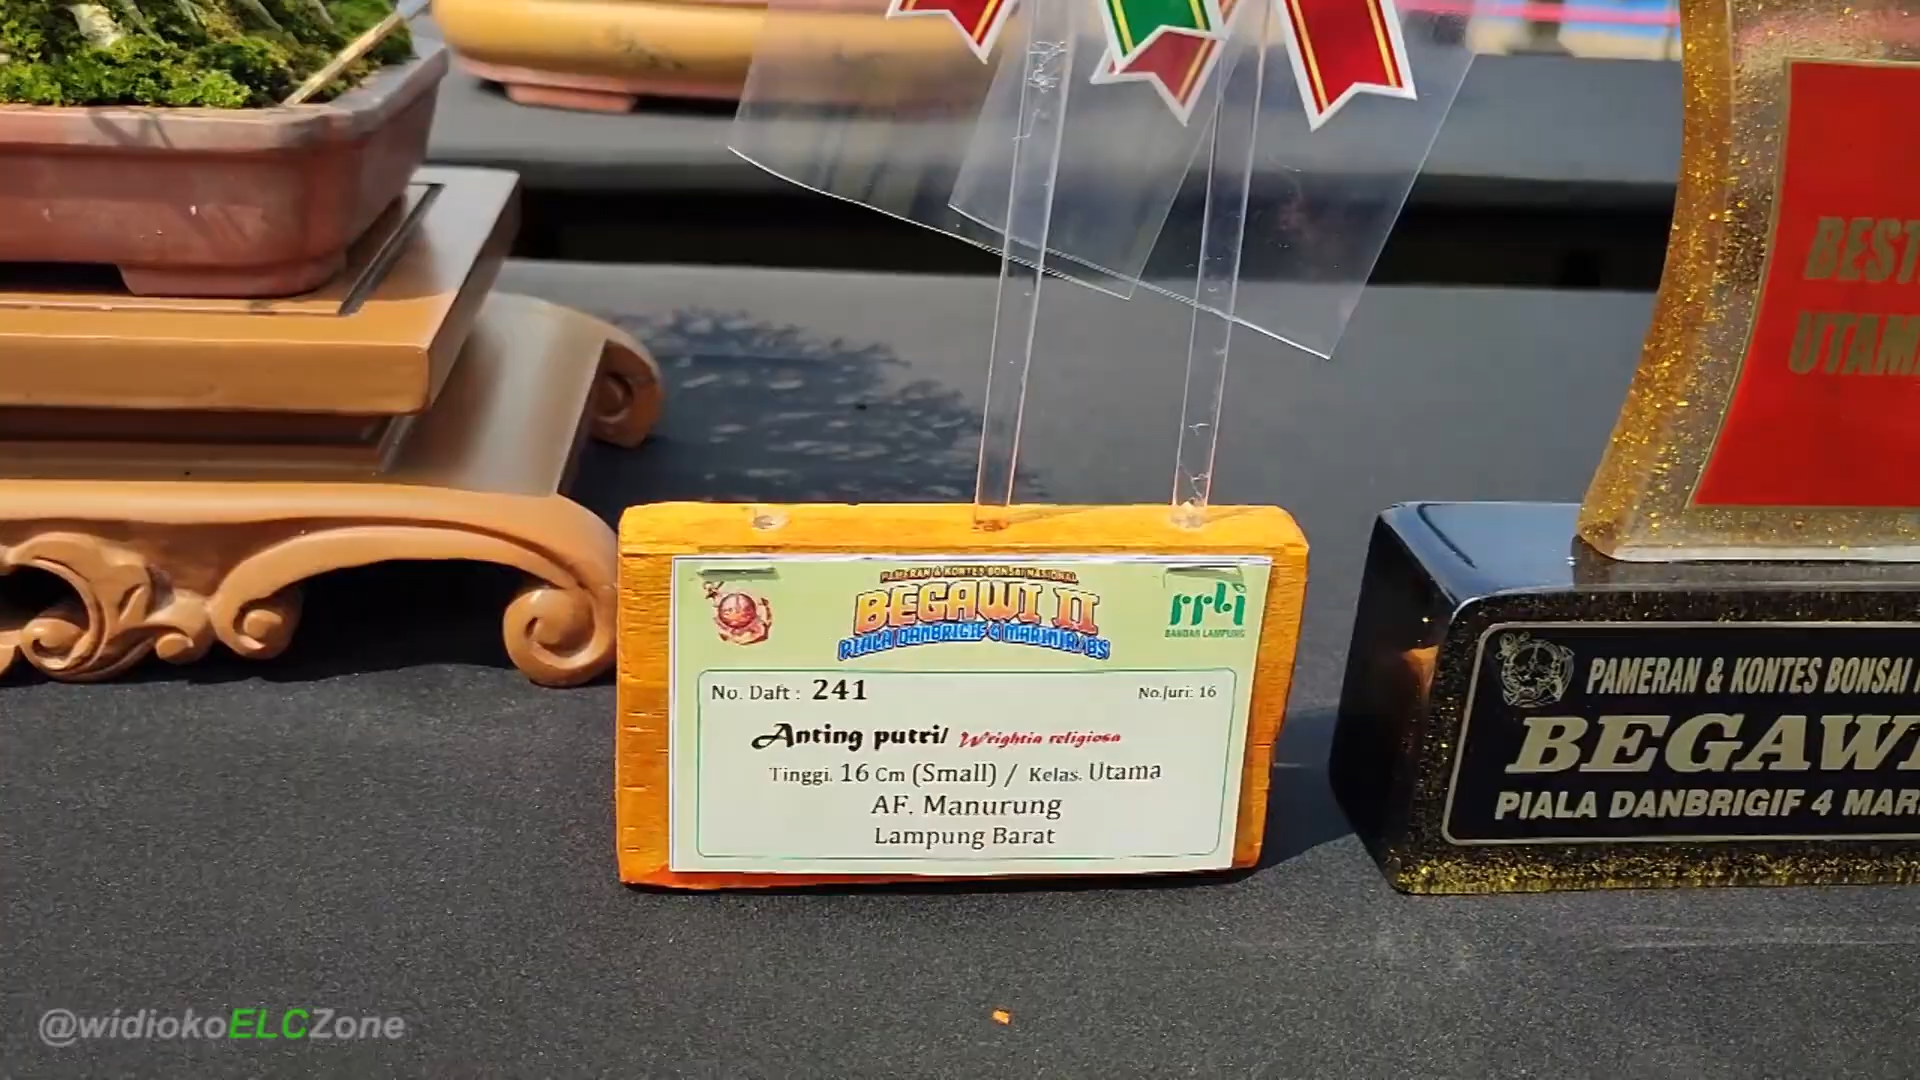 BEST
PAMERAN & KONTES BONSAI NASIONAL
BEGAWI II
PIALA DANBRIGIF 4 MARINIR/BS
BANDAR LAMPUNG
No. Daft : 241
No.Juri: 16
Anting putri/ Wrightia religiosa
Tinggi. 16 Cm (Small) / Kelas. Utama
AF. Manurung
Lampung Barat
PAMERAN & KONTES BONSAI
BEGAWI
PIALA DANBRIGIF 4 MAR
@widiokoELCZone